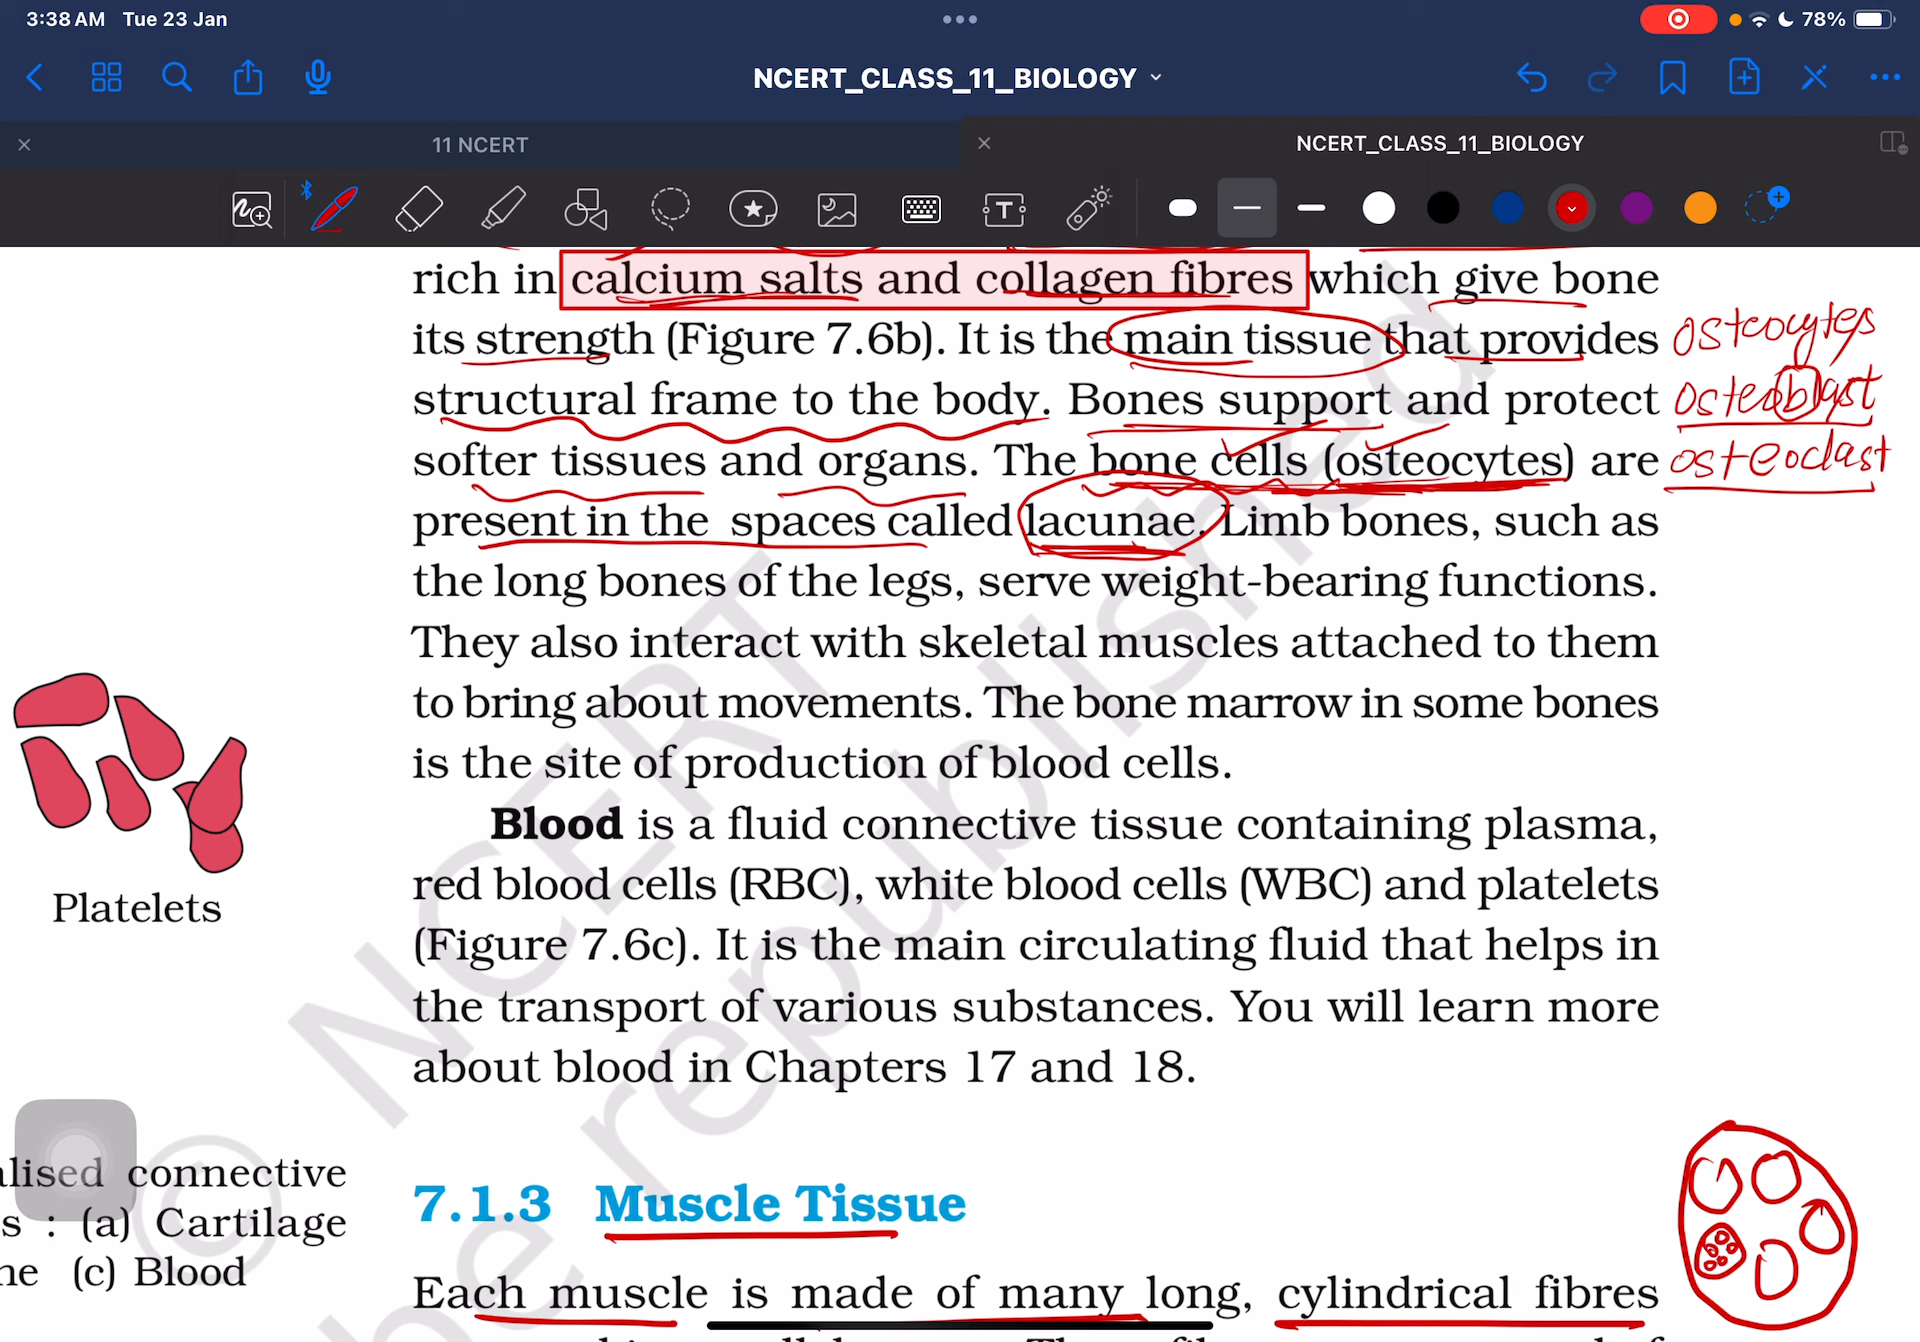 3:38 AM Tue 23 Jan
78%
NCERT_CLASS_11_BIOLOGY
11 NCERT
NCERT_CLASS_11_BIOLOGY
rich in calcium salts and collagen fibres which give bone
its strength (Figure 7.6b). It is the main tissue that provides
structural frame to the body. Bones support and protect
softer tissues and organs. The bone cells (osteocytes) are
present in the spaces called lacunae. Limb bones, such as
the long bones of the legs, serve weight-bearing functions.
They also interact with skeletal muscles attached to them
to bring about movements. The bone marrow in some bones
is the site of production of blood cells.
osteocytes
osteoblast
osteoclast
Platelets
Blood is a fluid connective tissue containing plasma,
red blood cells (RBC), white blood cells (WBC) and platelets
(Figure 7.6c). It is the main circulating fluid that helps in
the transport of various substances. You will learn more
about blood in Chapters 17 and 18.
alised connective
s : (a) Cartilage
ne (c) Blood
7.1.3 Muscle Tissue
Each muscle is made of many long, cylindrical fibres
© NCERT
be republished